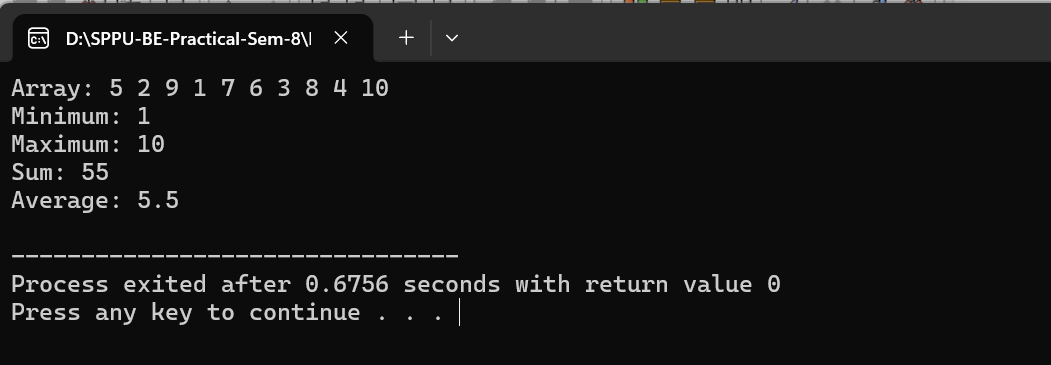 D:\SPPU-BE-Practical-Sem-8\
Array: 5 2 9 1 7 6 3 8 4 10
Minimum: 1
Maximum: 10
Sum: 55
Average: 5.5
--------------------------------
Process exited after 0.6756 seconds with return value 0
Press any key to continue . . .